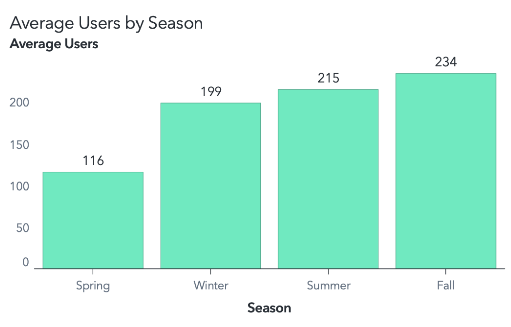 Average Users by Season
Average Users
234
215
199
200
116
150
100
50
0
Spring Winter Summer Fall
Season